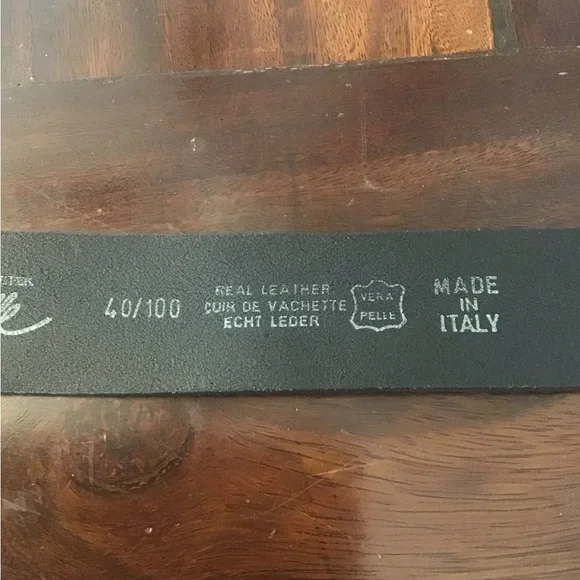 40/100
REAL LEATHER
CUIR DE VACHETTE
ECHT LEDER
VERA
PELLE
MADE
IN
ITALY